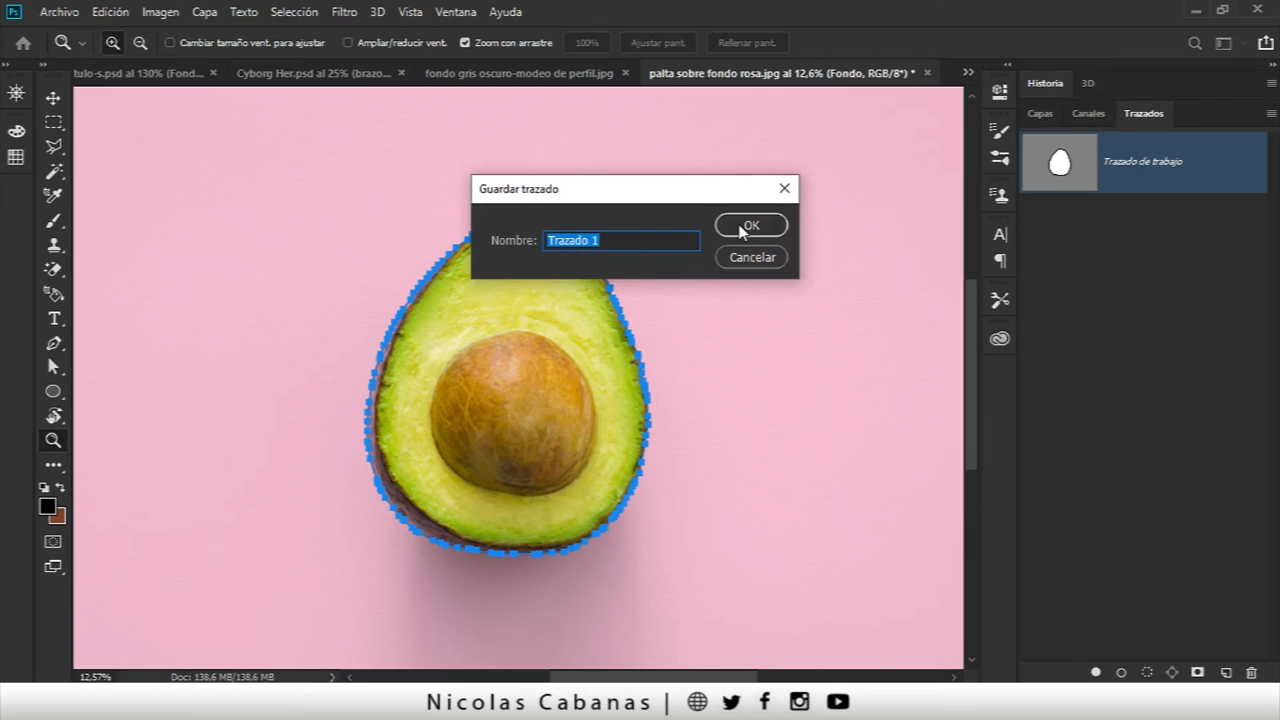 Ps Archivo Edición Imagen Capa Texto Selección Filtro 3D Vista Ventana Ayuda
Cambiar tamaño vent. para ajustar Ampliar/reducir vent. Zoom con arrastre 100% Ajustar pant. Rellenar pant.
tulo-s.psd al 130% (Fond... Cyborg Her.psd al 25% (brazo... fondo gris oscuro-modeo de perfil.jpg palta sobre fondo rosa.jpg al 12,6% (Fondo, RGB/8*) *
Historia 3D
Capas Canales Trazados
Trazado de trabajo
Guardar trazado
Nombre: Trazado 1
OK
Cancelar
12,57% Doc: 138,6 MB/138,6 MB
Nicolas Cabanas |